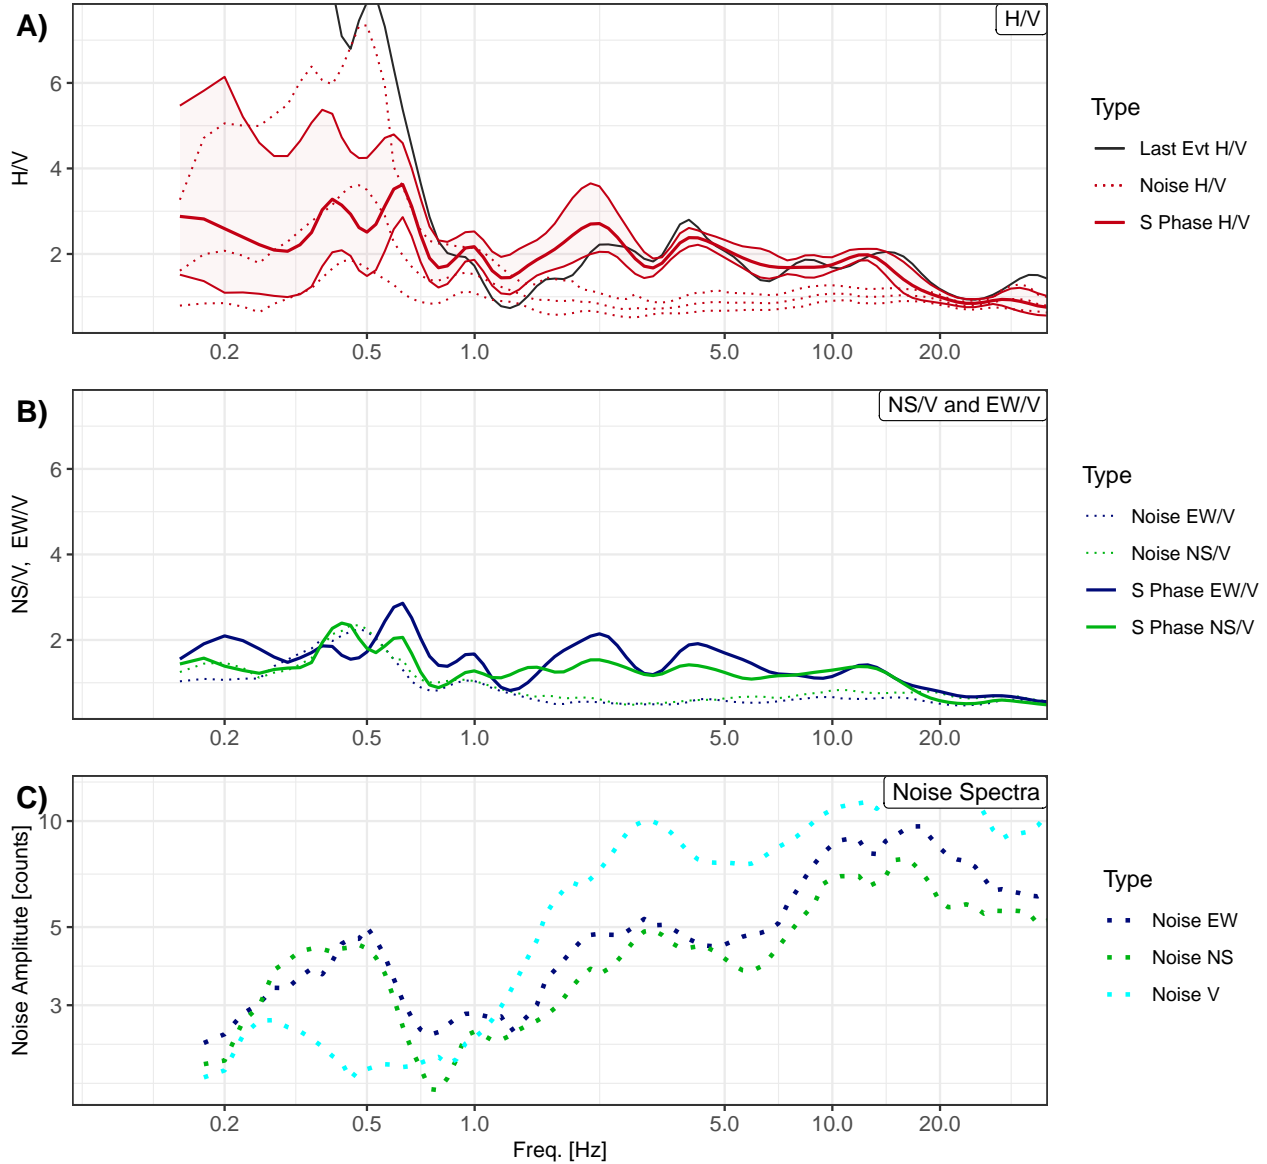 A)
H/V
6
4
2
H/V
0.2 0.5 1.0 5.0 10.0 20.0
Type
Last Evt H/V
Noise H/V
S Phase H/V
B)
NS/V and EW/V
6
4
2
NS/V, EW/V
0.2 0.5 1.0 5.0 10.0 20.0
Type
Noise EW/V
Noise NS/V
S Phase EW/V
S Phase NS/V
C)
Noise Spectra
10
5
3
Noise Amplitute [counts]
0.2 0.5 1.0 5.0 10.0 20.0
Freq. [Hz]
Type
Noise EW
Noise NS
Noise V